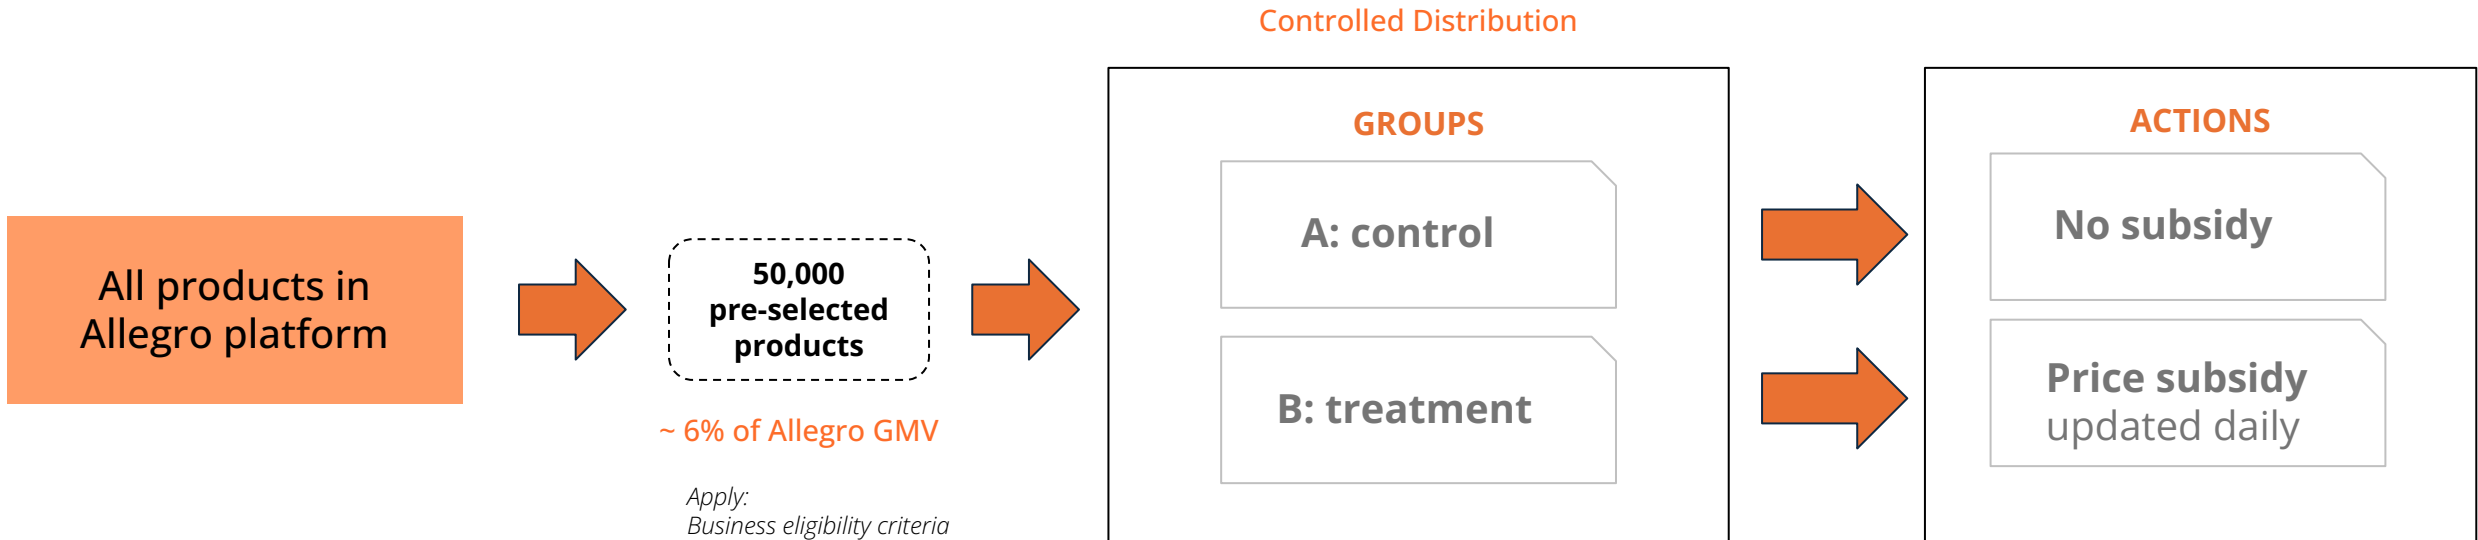 Controlled Distribution
All products in
Allegro platform
50,000
pre-selected
products
~ 6% of Allegro GMV
Apply:
Business eligibility criteria
GROUPS
A: control
B: treatment
ACTIONS
No subsidy
Price subsidy
updated daily